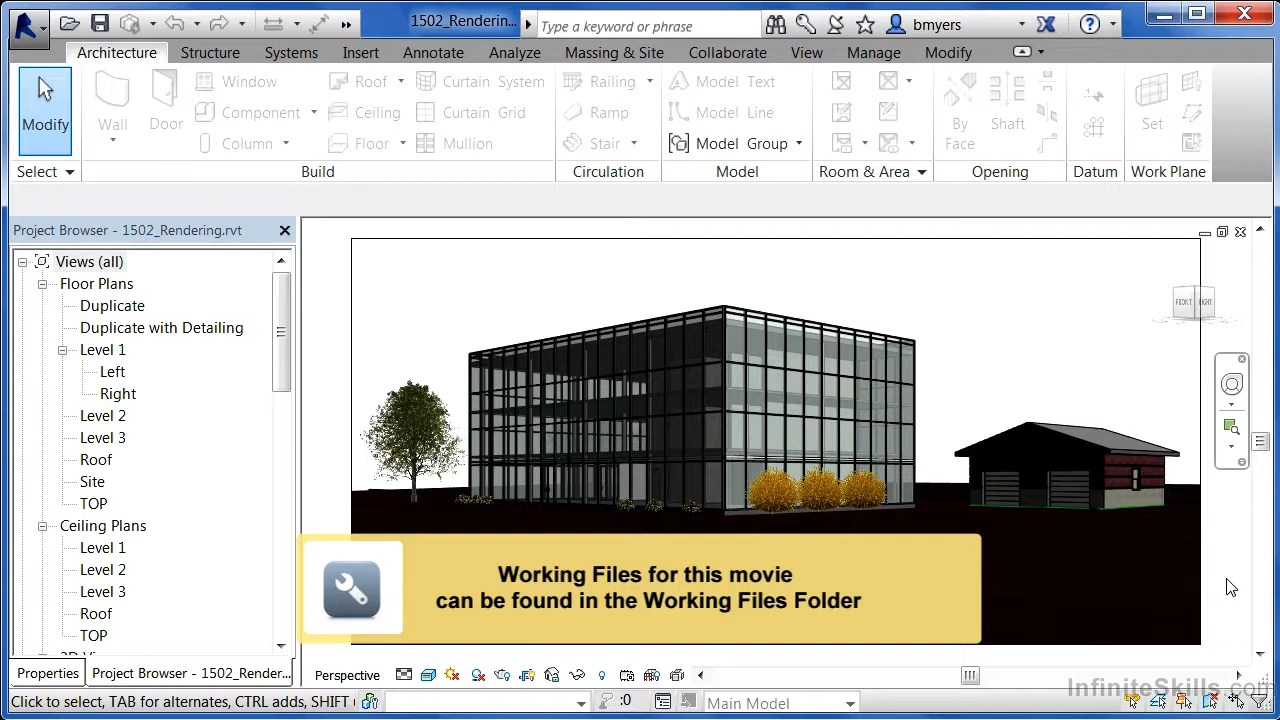 1502_Renderin...
Type a keyword or phrase
bmyers
Architecture Structure Systems Insert Annotate Analyze Massing & Site Collaborate View Manage Modify
Modify
Wall
Door
Window
Component
Column
Roof
Ceiling
Floor
Curtain System
Curtain Grid
Mullion
Railing
Ramp
Stair
Model Text
Model Line
Model Group
By Face
Shaft
Set
Select Build Circulation Model Room & Area Opening Datum Work Plane
Project Browser - 1502_Rendering.rvt
Views (all)
Floor Plans
Duplicate
Duplicate with Detailing
Level 1
Left
Right
Level 2
Level 3
Roof
Site
TOP
Ceiling Plans
Level 1
Level 2
Level 3
Roof
TOP
FRONT RIGHT
Working Files for this movie
can be found in the Working Files Folder
Properties Project Browser - 1502_Render...
Perspective
InfiniteSkills.com
Click to select, TAB for alternates, CTRL adds, SHIFT
:0
Main Model